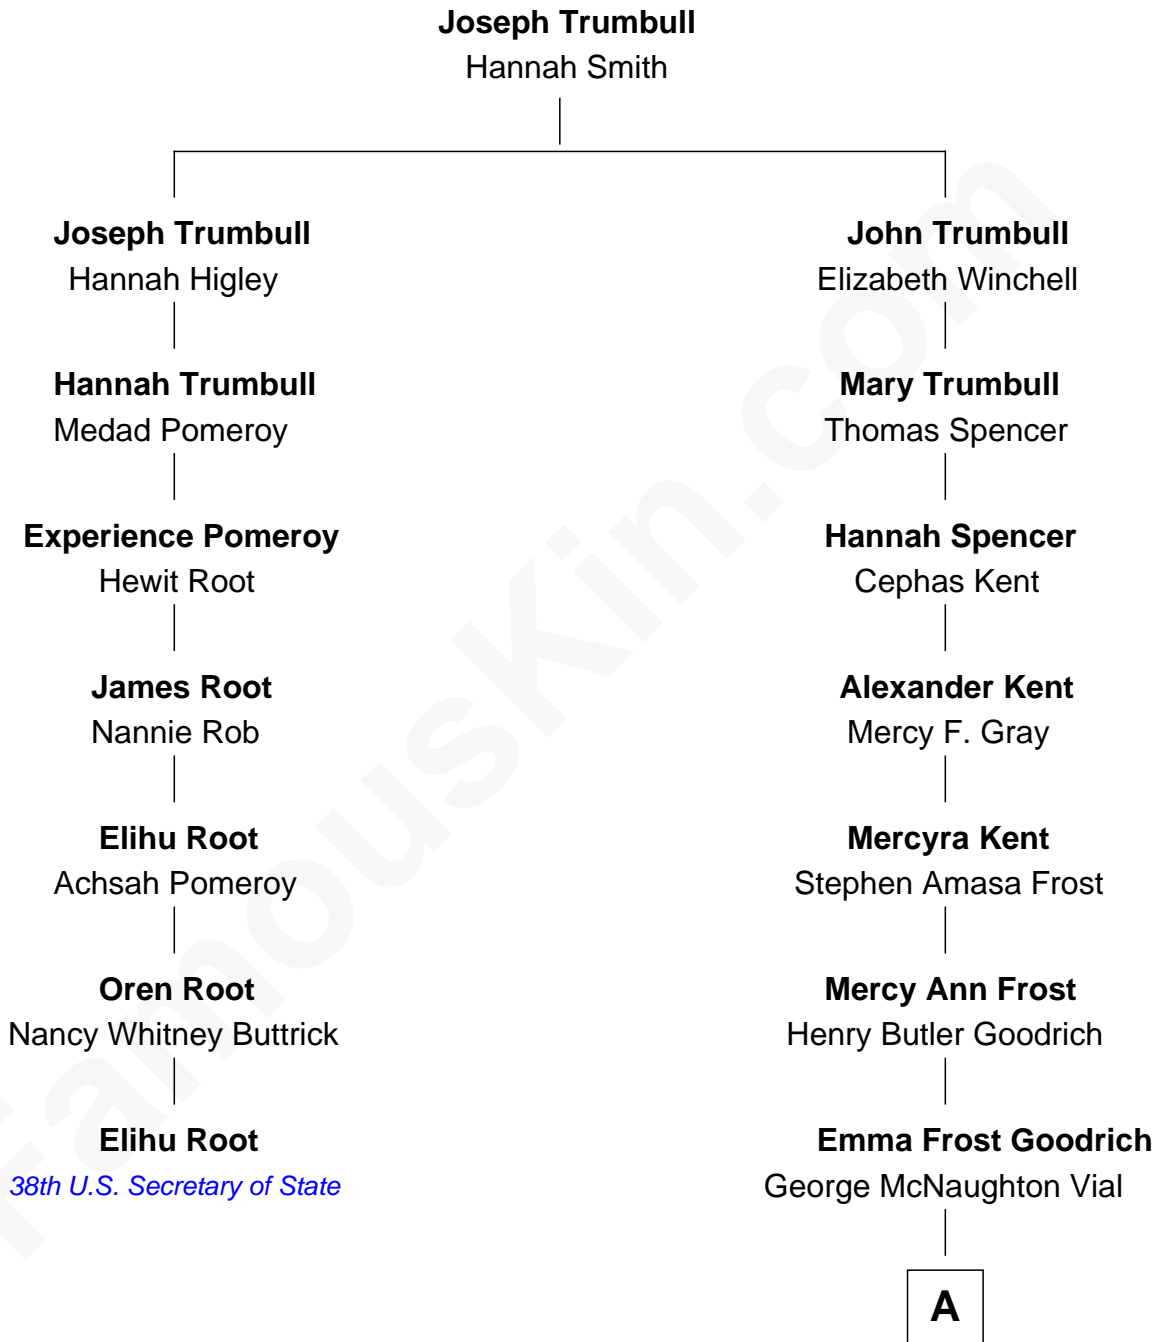 Joseph Trumbull
Hannah Smith
Joseph Trumbull
Hannah Higley
Hannah Trumbull
Medad Pomeroy
Experience Pomeroy
Hewit Root
James Root
Nannie Rob
Elihu Root
Achsah Pomeroy
Oren Root
Nancy Whitney Buttrick
Elihu Root
38th U.S. Secretary of State
John Trumbull
Elizabeth Winchell
Mary Trumbull
Thomas Spencer
Hannah Spencer
Cephas Kent
Alexander Kent
Mercy F. Gray
Mercyra Kent
Stephen Amasa Frost
Mercy Ann Frost
Henry Butler Goodrich
Emma Frost Goodrich
George McNaughton Vial
A
FamousKin.com